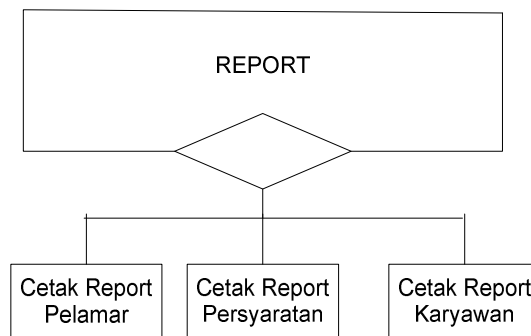 REPORT
Cetak Report
Pelamar
Cetak Report
Persyaratan
Cetak Report
Karyawan